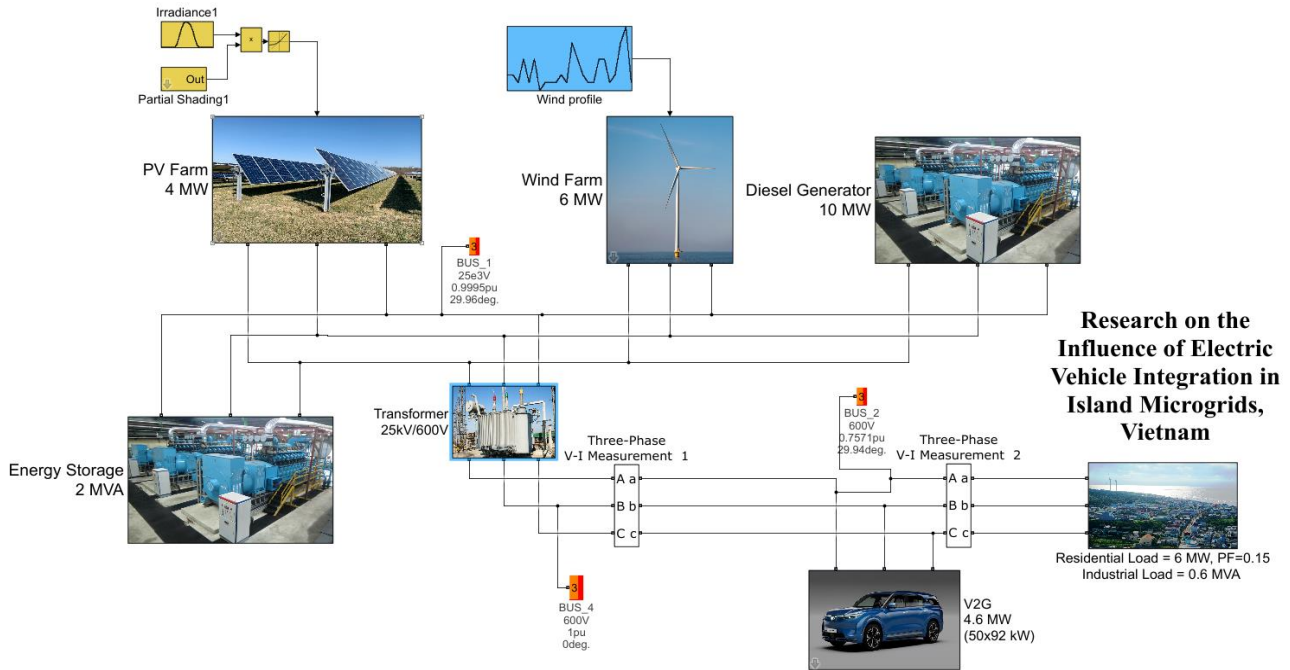 Irradiance1
x
Out
Partial Shading1
Wind profile
PV Farm
4 MW
Wind Farm
6 MW
Diesel Generator
10 MW
3
BUS_1
25e3V
0.9995pu
29.96deg.
Research on the
Influence of Electric
Vehicle Integration in
Island Microgrids,
Vietnam
Transformer
25kV/600V
3
BUS_2
600V
0.7571pu
29.94deg.
Energy Storage
2 MVA
Three-Phase
V-I Measurement 1
Three-Phase
V-I Measurement 2
A a
B b
C c
A a
B b
C c
Residential Load = 6 MW, PF=0.15
Industrial Load = 0.6 MVA
3
BUS_4
600V
1pu
0deg.
V2G
4.6 MW
(50x92 kW)